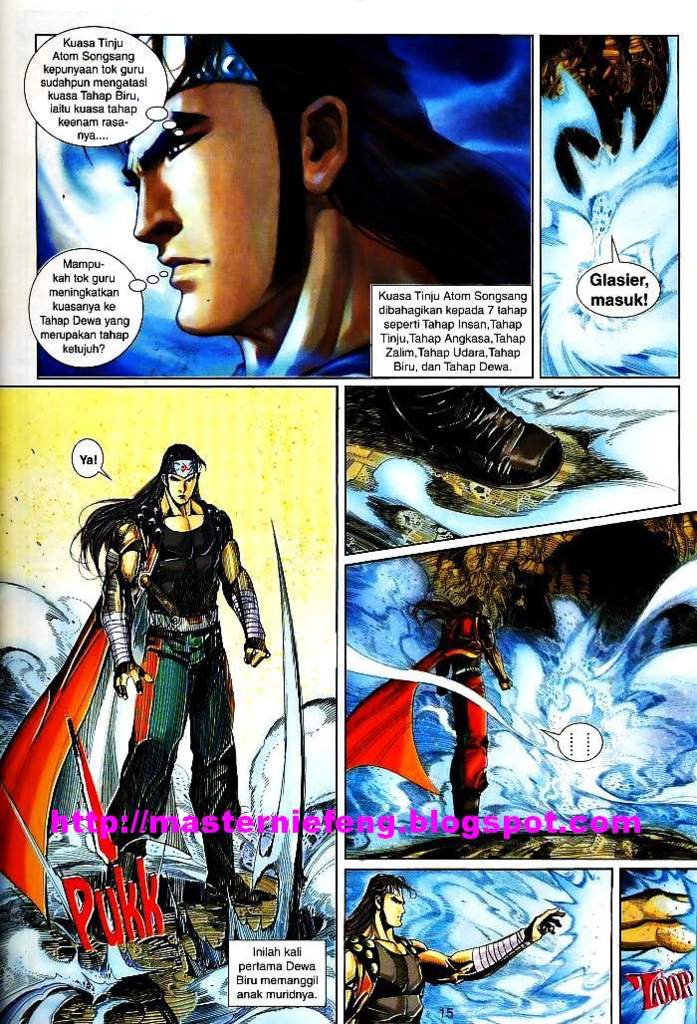 Kuasa Tinju
Atom Songsang
kepunyaan tok guru
sudahpun mengatasi
kuasa Tahap Biru,
iaitu kuasa tahap
keenam rasa-
nya....
Mampu-
kah tok guru
meningkatkan
kuasanya ke
Tahap Dewa yang
merupakan tahap
ketujuh?
Kuasa Tinju Atom Songsang
dibahagikan kepada 7 tahap
seperti Tahap Insan,Tahap
Tinju,Tahap Angkasa,Tahap
Zalim,Tahap Udara,Tahap
Biru, dan Tahap Dewa.
Glasier,
masuk!
Ya!
PUKK
Inilah kali
pertama Dewa
Biru memanggil
anak muridnya.
http://masterniefeng.blogspot.com
15
TOOP